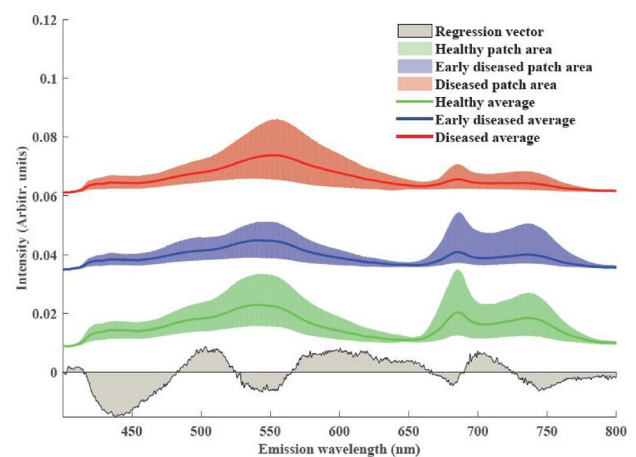 0.12
0.1
0.08
0.06
0.04
0.02
0
Intensity (Arbitr. units)
Regression vector
Healthy patch area
Early diseased patch area
Diseased patch area
Healthy average
Early diseased average
Diseased average
450 500 550 600 650 700 750 800
Emission wavelength (nm)